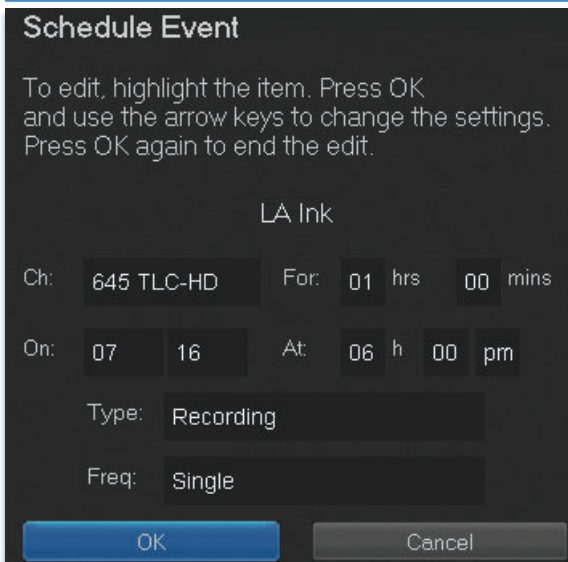 Schedule Event
To edit, highlight the item. Press OK
and use the arrow keys to change the settings.
Press OK again to end the edit.
LA Ink
Ch: 645 TLC-HD For: 01 hrs 00 mins
On: 07 16 At: 06 h 00 pm
Type: Recording
Freq: Single
OK Cancel